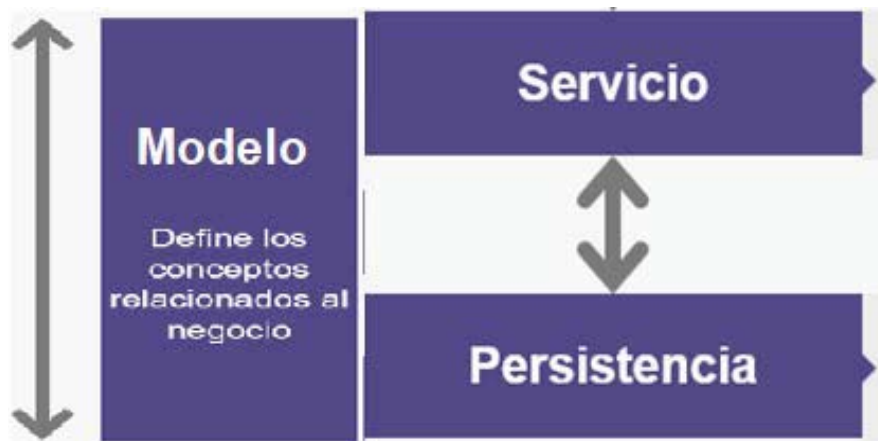 Modelo
Define los
conceptos
relacionados al
negocio
Servicio
Persistencia